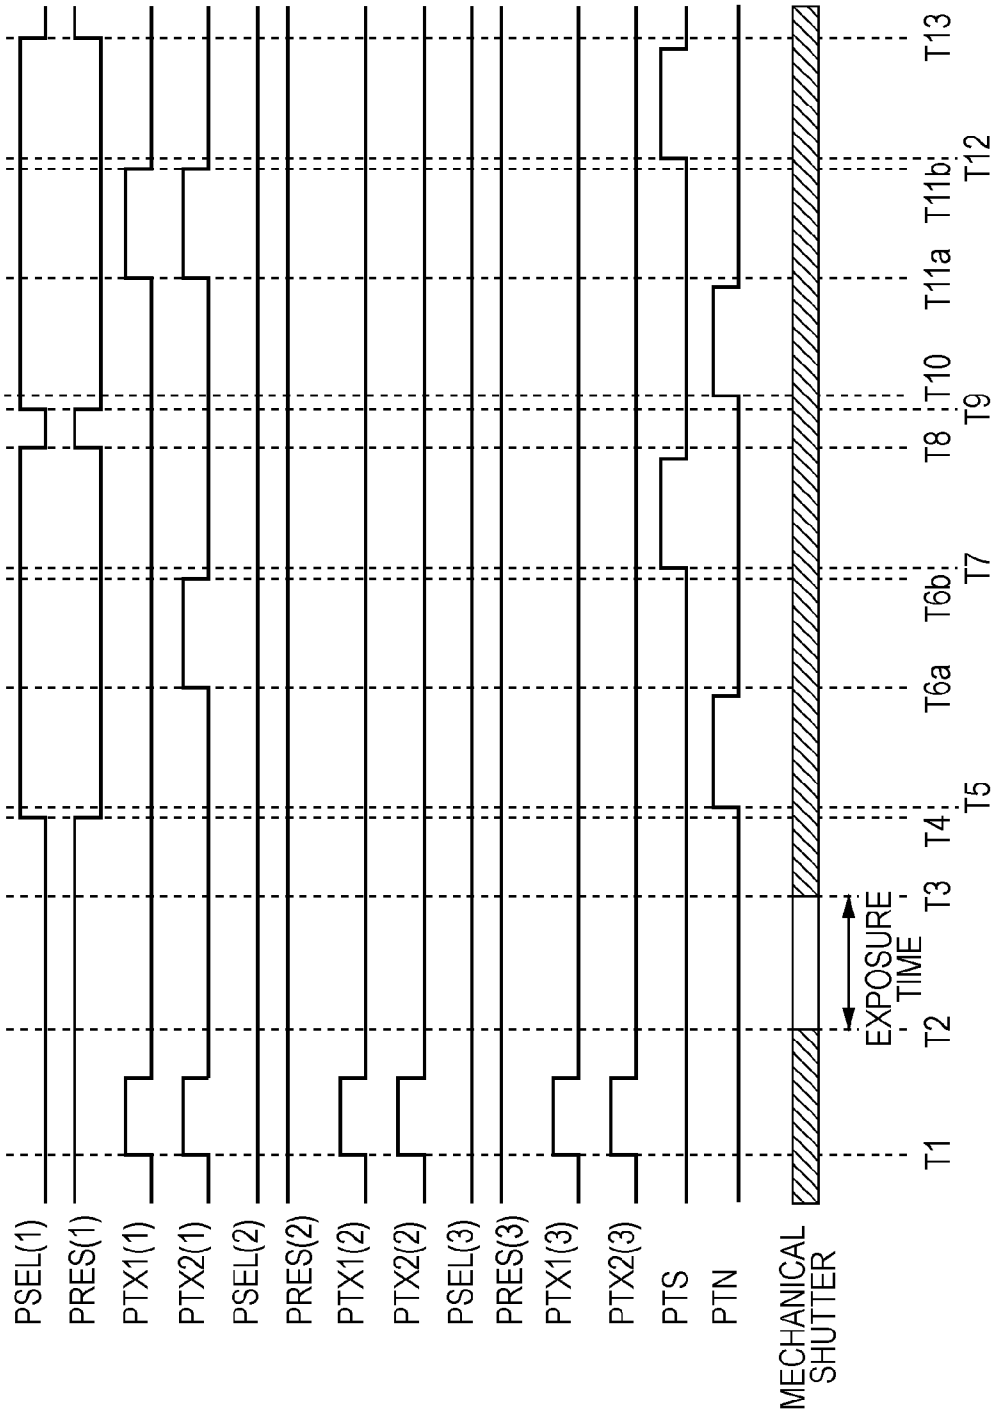 PSEL(1)
PRES(1)
PTX1(1)
PTX2(1)
PSEL(2)
PRES(2)
PTX1(2)
PTX2(2)
PSEL(3)
PRES(3)
PTX1(3)
PTX2(3)
PTS
PTN
MECHANICAL
SHUTTER
EXPOSURE
TIME
T1
T2
T3
T4
T5
T6a
T6b
T7
T8
T9
T10
T11a
T11b
T12
T13